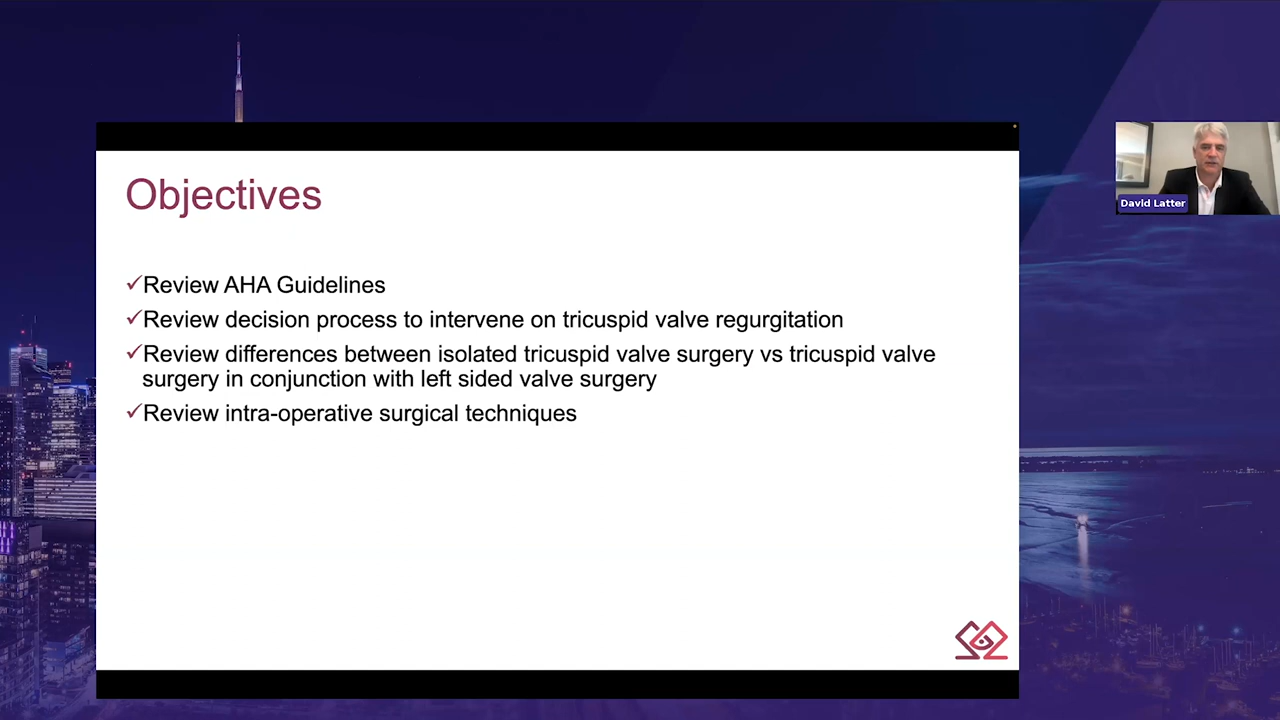 Objectives
✓Review AHA Guidelines
✓Review decision process to intervene on tricuspid valve regurgitation
✓Review differences between isolated tricuspid valve surgery vs tricuspid valve
surgery in conjunction with left sided valve surgery
✓Review intra-operative surgical techniques
David Latter